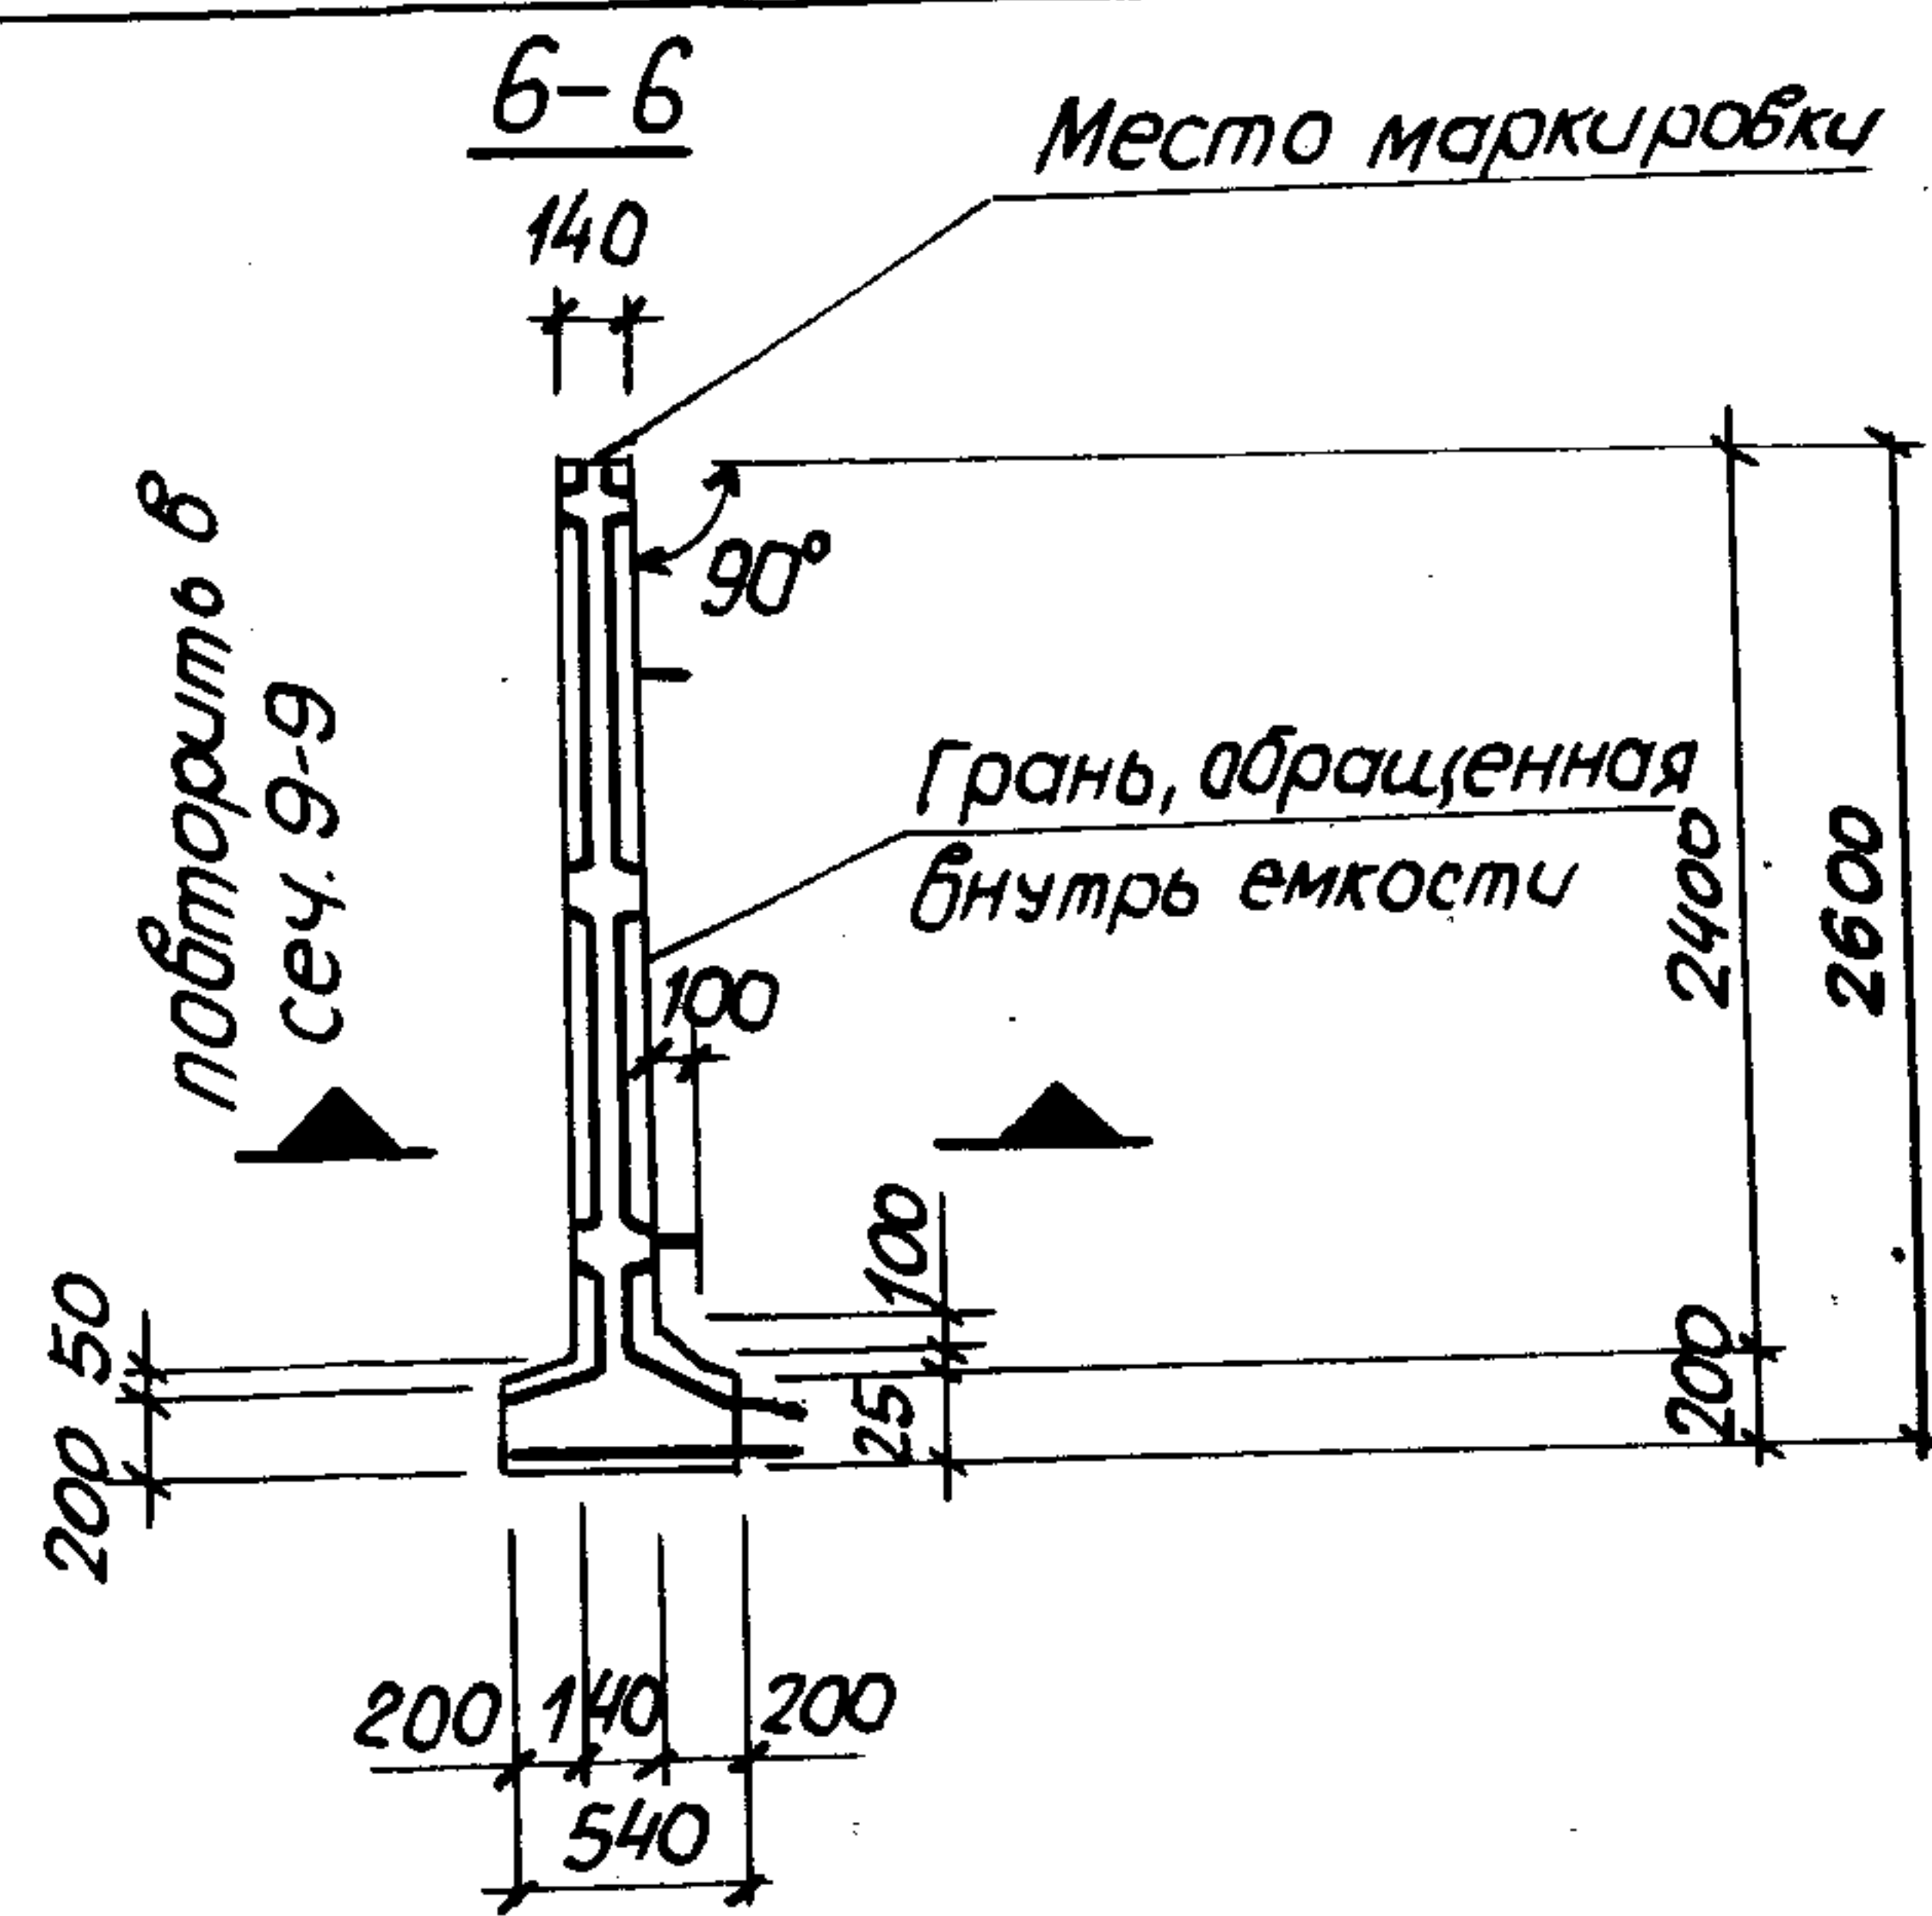 6-6
140
Место маркировки
90°
повторить в
сеч. 9-9
Грань, обращенная
внутрь емкости
2400
2600
100
100
50
200
25
200
200 140 200
540